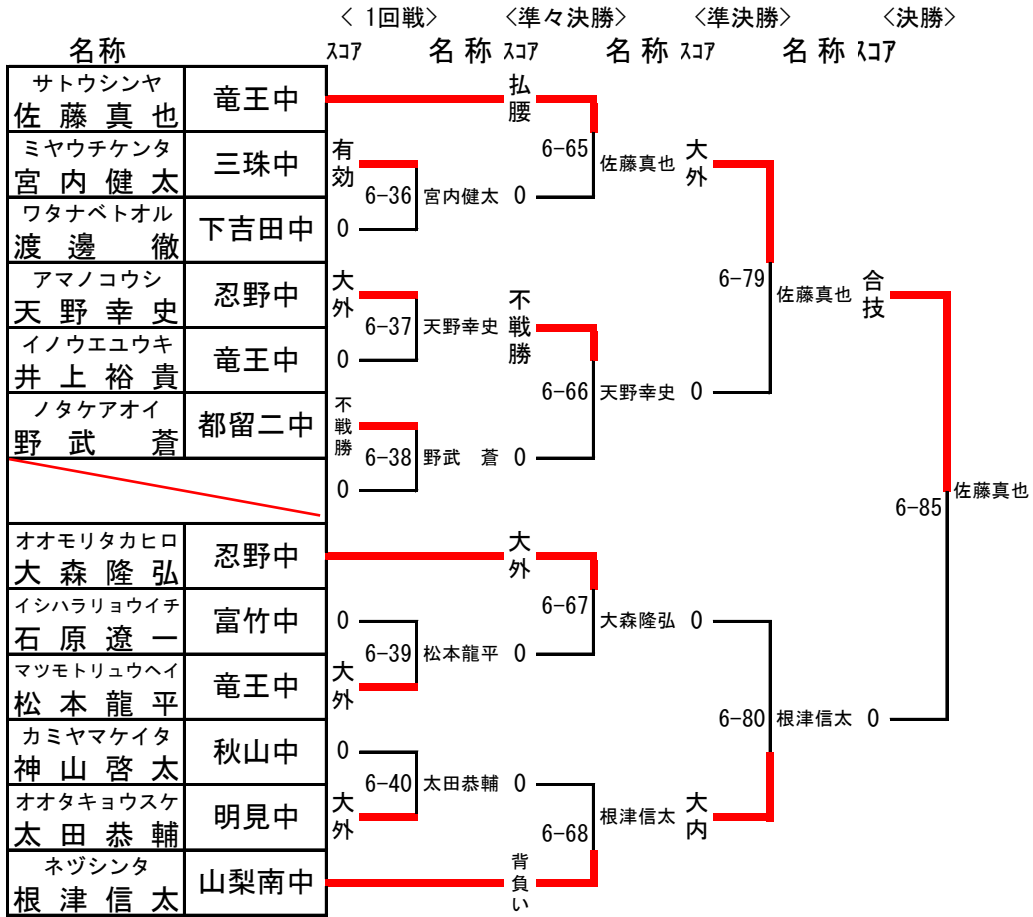 ＜ 1回戦＞ ＜準々決勝＞ ＜準決勝＞ ＜決勝＞
名称 スコア 名 称 スコア 名 称 スコア 名 称 スコア
サトウシンヤ
佐藤真也 竜王中 払腰
ミヤウチケンタ
宮内健太 三珠中 有効
6-65 佐藤真也 大外
6-36 宮内健太 0
ワタナベトオル
渡邊 徹 下吉田中 0
アマノコウシ
天野幸史 忍野中 大外
6-79 佐藤真也 合技
6-37 天野幸史 不戦勝
イノウエユウキ
井上裕貴 竜王中 0
6-66 天野幸史 0
ノタケアオイ
野武 蒼 都留二中 不戦勝
6-38 野武 蒼 0
0
6-85 佐藤真也
オオモリタカヒロ
大森隆弘 忍野中 大外
イシハラリョウイチ
石原遼一 富竹中 0
6-67 大森隆弘 0
6-39 松本龍平 0
マツモトリュウヘイ
松本龍平 竜王中 大外
6-80 根津信太 0
カミヤマケイタ
神山啓太 秋山中 0
6-40 太田恭輔 0
オオタキョウスケ
太田恭輔 明見中 大外
6-68 根津信太 大内
ネヅシンタ
根津信太 山梨南中 背負い